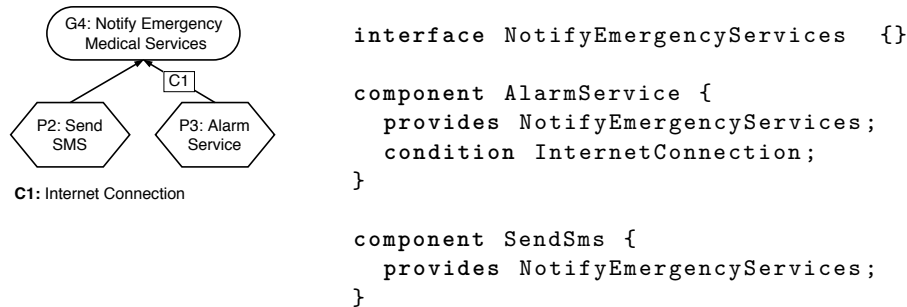 G4: Notify Emergency
Medical Services
C1
P2: Send
SMS
P3: Alarm
Service
C1: Internet Connection
interface NotifyEmergencyServices {}
component AlarmService {
provides NotifyEmergencyServices;
condition InternetConnection;
}
component SendSms {
provides NotifyEmergencyServices;
}